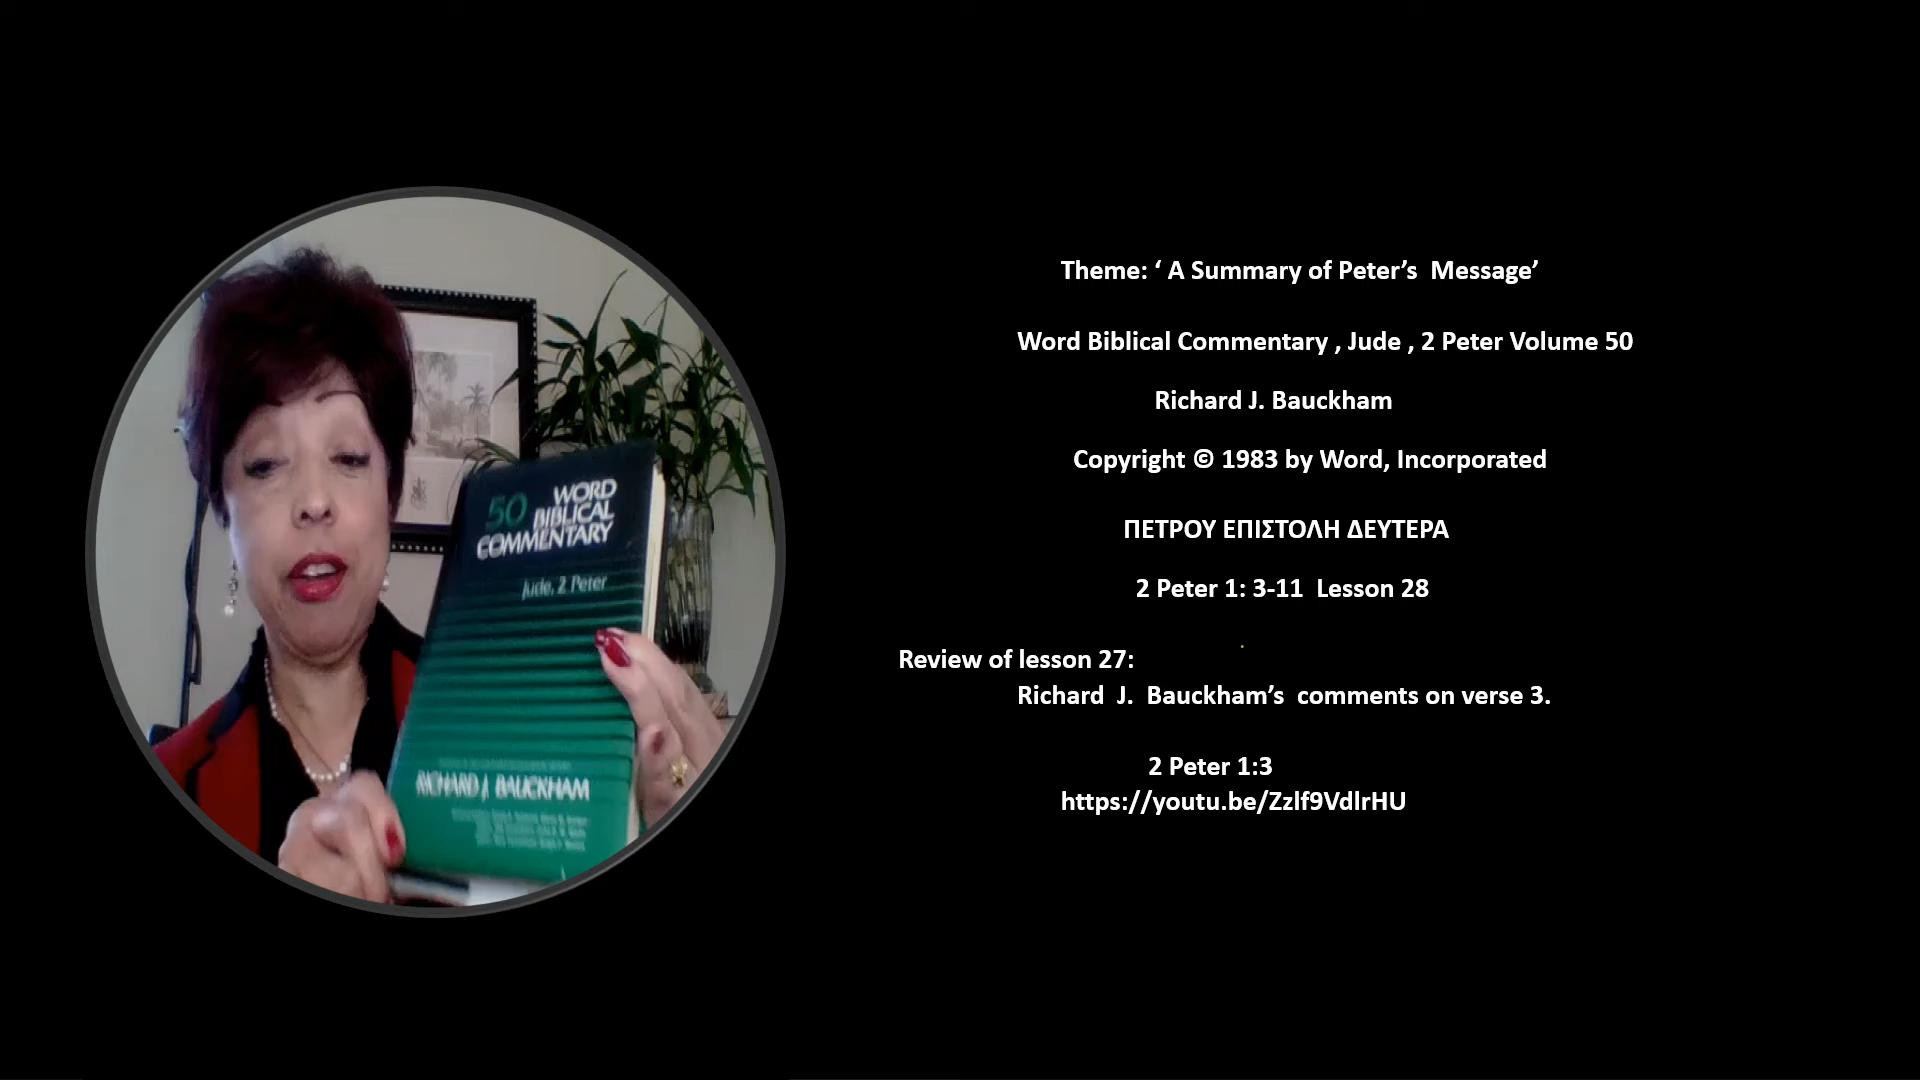 50 WORD
BIBLICAL
COMMENTARY
Jude, 2 Peter
RICHARD J. BAUCKHAM
Theme: ‘ A Summary of Peter’s  Message’
Word Biblical Commentary , Jude , 2 Peter Volume 50
Richard J. Bauckham
Copyright © 1983 by Word, Incorporated
ΠΕΤΡΟΥ ΕΠΙΣΤΟΛΗ ΔΕΥΤΕΡΑ
2 Peter 1: 3-11  Lesson 28
Review of lesson 27:
Richard  J.  Bauckham’s  comments on verse 3.
2 Peter 1:3
https://youtu.be/Zzlf9VdlrHU